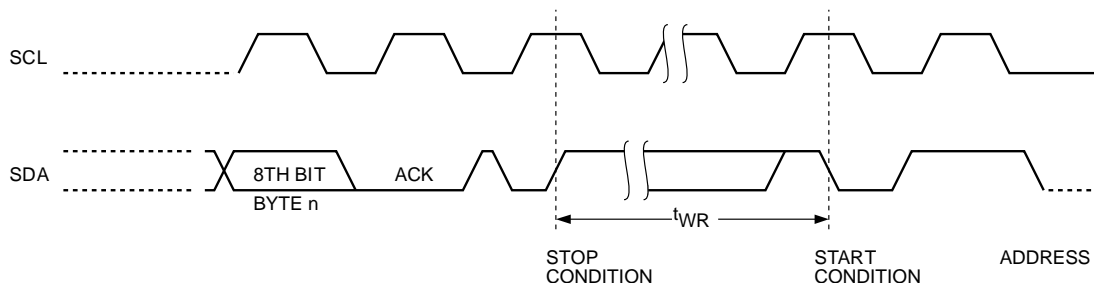 SCL
SDA
8TH BIT
ACK
BYTE n
tWR
STOP
CONDITION
START
CONDITION
ADDRESS